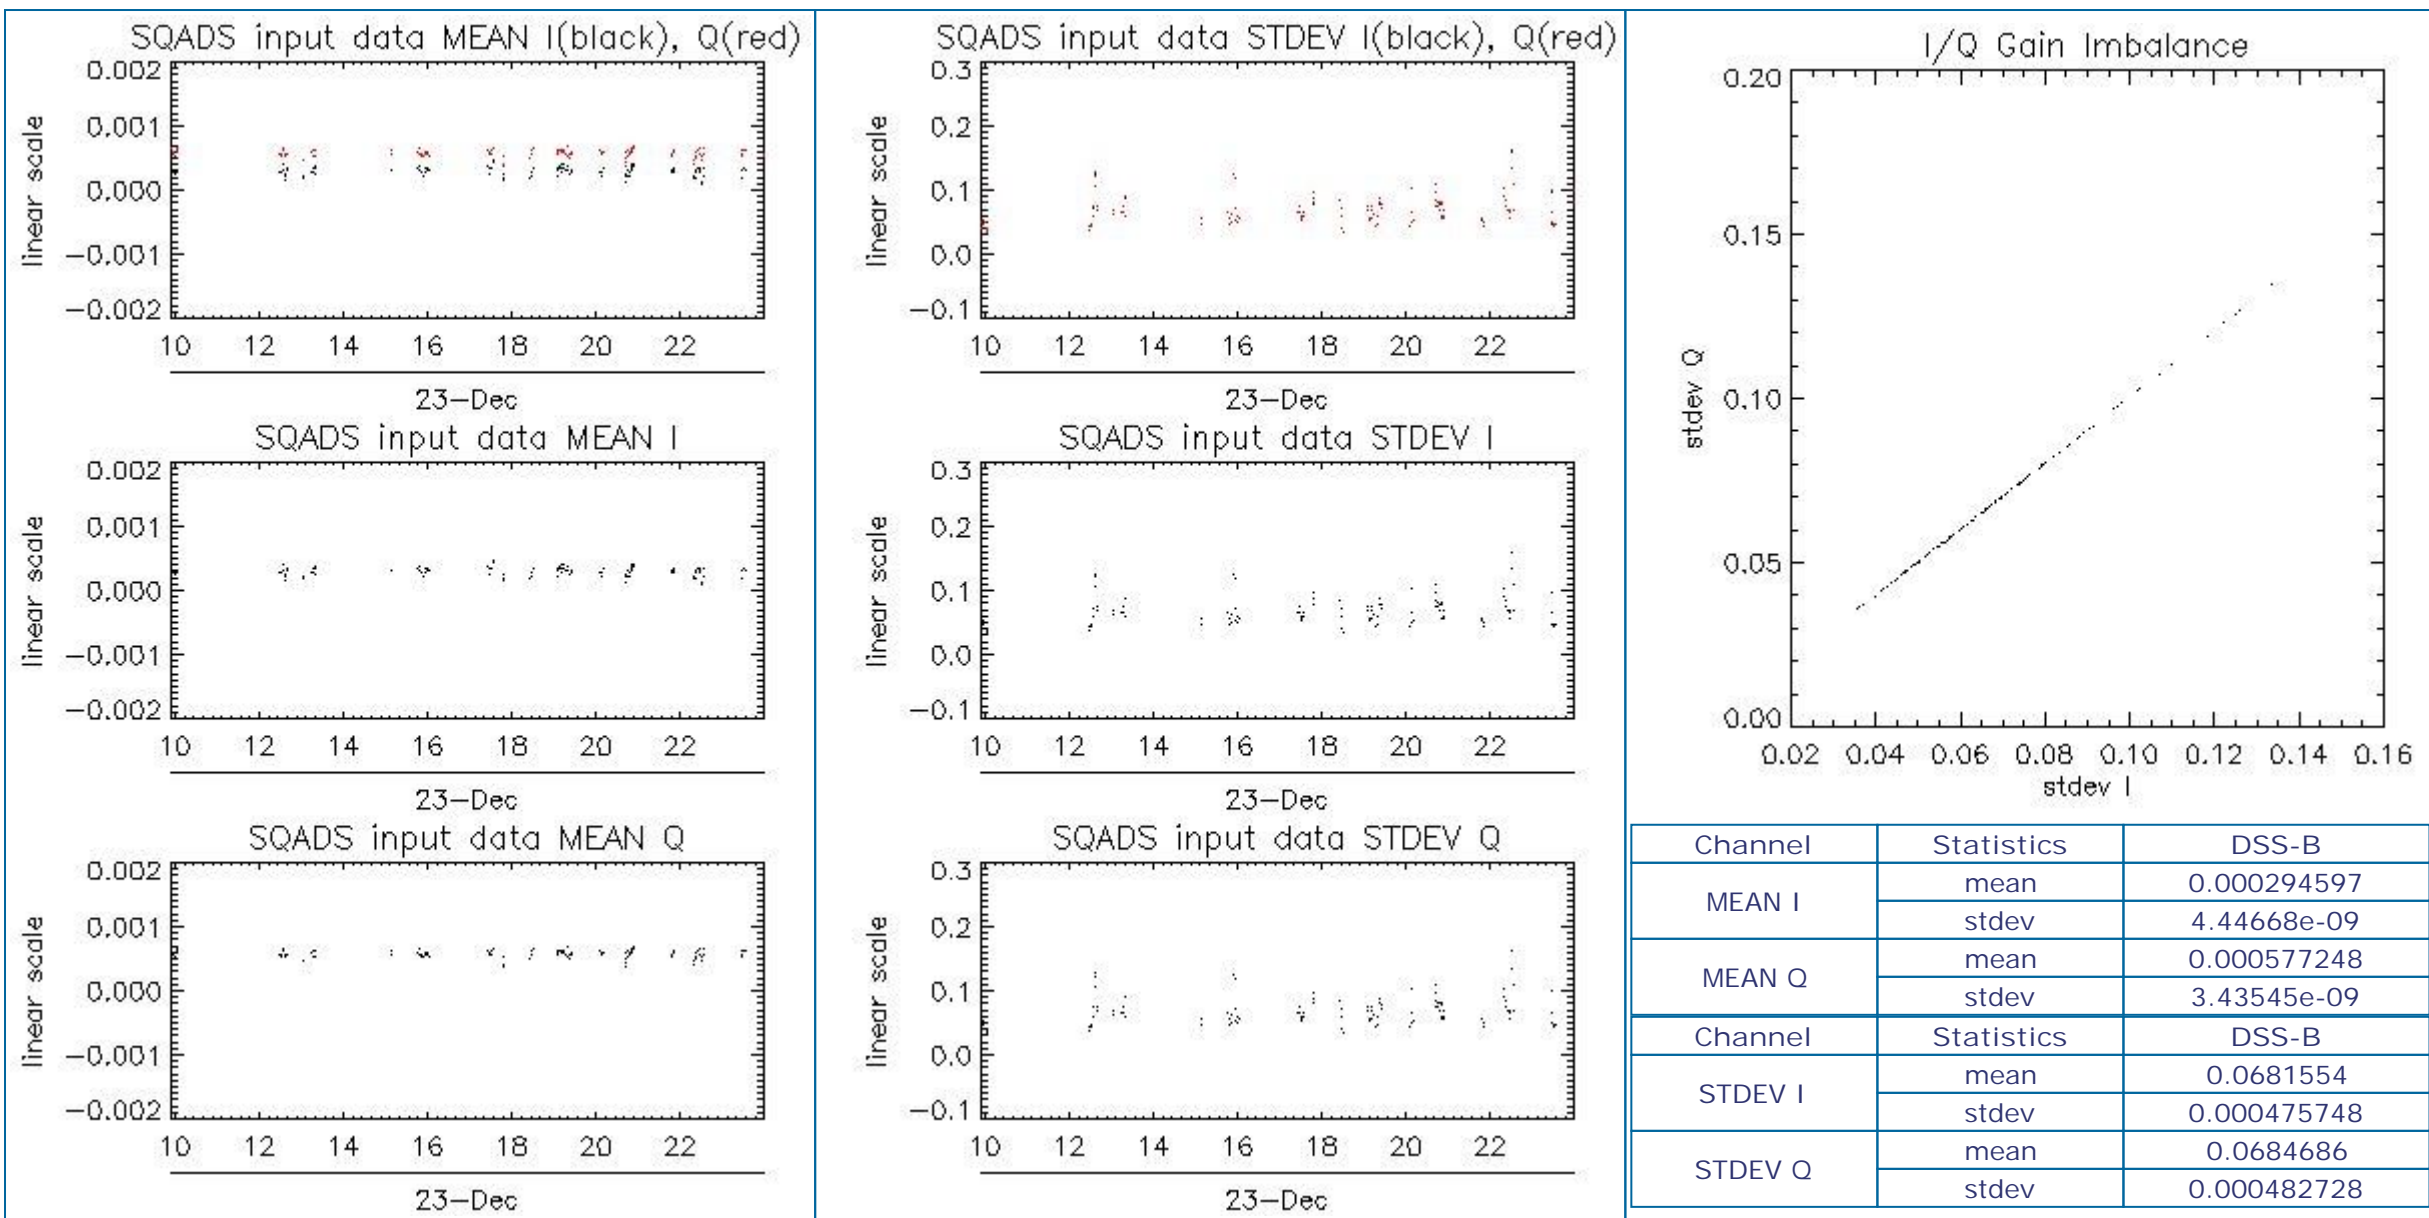 SQADS input data MEAN I(black), Q(red)
0.002
0.001
0.000
−0.001
−0.002
linear scale
10 12 14 16 18 20 22
23−Dec
SQADS input data MEAN I
0.002
0.001
0.000
−0.001
−0.002
linear scale
10 12 14 16 18 20 22
23−Dec
SQADS input data MEAN Q
0.002
0.001
0.000
−0.001
−0.002
linear scale
10 12 14 16 18 20 22
23−Dec
SQADS input data STDEV I(black), Q(red)
0.3
0.2
0.1
0.0
−0.1
linear scale
10 12 14 16 18 20 22
23−Dec
SQADS input data STDEV I
0.3
0.2
0.1
0.0
−0.1
linear scale
10 12 14 16 18 20 22
23−Dec
SQADS input data STDEV Q
0.3
0.2
0.1
0.0
−0.1
linear scale
10 12 14 16 18 20 22
23−Dec
I/Q Gain Imbalance
0.20
0.15
0.10
0.05
0.00
stdev Q
0.02 0.04 0.06 0.08 0.10 0.12 0.14 0.16
stdev I
Channel Statistics DSS-B
MEAN I mean 0.000294597
stdev 4.44668e-09
MEAN Q mean 0.000577248
stdev 3.43545e-09
Channel Statistics DSS-B
STDEV I mean 0.0681554
stdev 0.000475748
STDEV Q mean 0.0684686
stdev 0.000482728